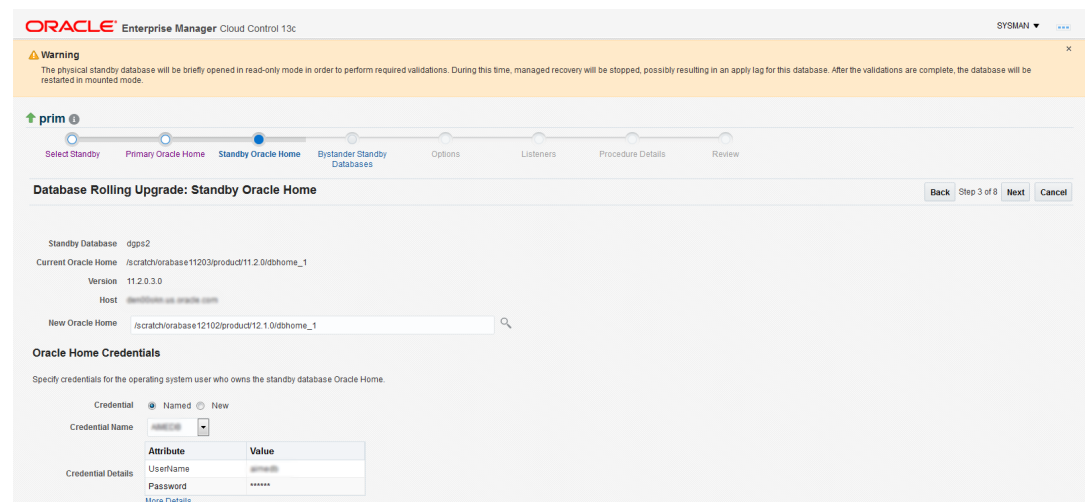 ORACLE Enterprise Manager Cloud Control 13c
SYSMAN
Warning
The physical standby database will be briefly opened in read-only mode in order to perform required validations. During this time, managed recovery will be stopped, possibly resulting in an apply lag for this database. After the validations are complete, the database will be
restarted in mounted mode.
prim
Select Standby Primary Oracle Home Standby Oracle Home Bystander Standby Options Listeners Procedure Details Review
Databases
Database Rolling Upgrade: Standby Oracle Home
Back Step 3 of 8 Next Cancel
Standby Database dgps2
Current Oracle Home /scratch/orabase11203/product/11.2.0/dbhome_1
Version 11.2.0.3.0
Host
New Oracle Home /scratch/orabase12102/product/12.1.0/dbhome_1
Oracle Home Credentials
Specify credentials for the operating system user who owns the standby database Oracle Home.
Credential Named New
Credential Name
Attribute Value
Credential Details
UserName
Password ******
More Details